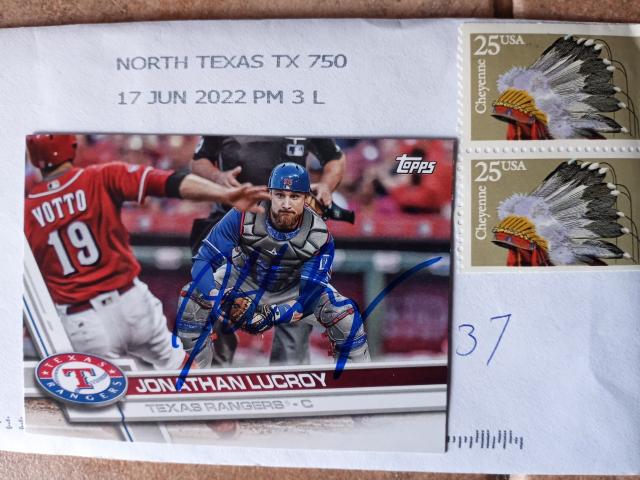 NORTH TEXAS TX 750
17 JUN 2022 PM 3 L
25 USA
Cheyenne
25 USA
Cheyenne
Topps
VOTTO
19
37
TEXAS
T
RANGERS
JONATHAN LUCROY
TEXAS RANGERS® - C